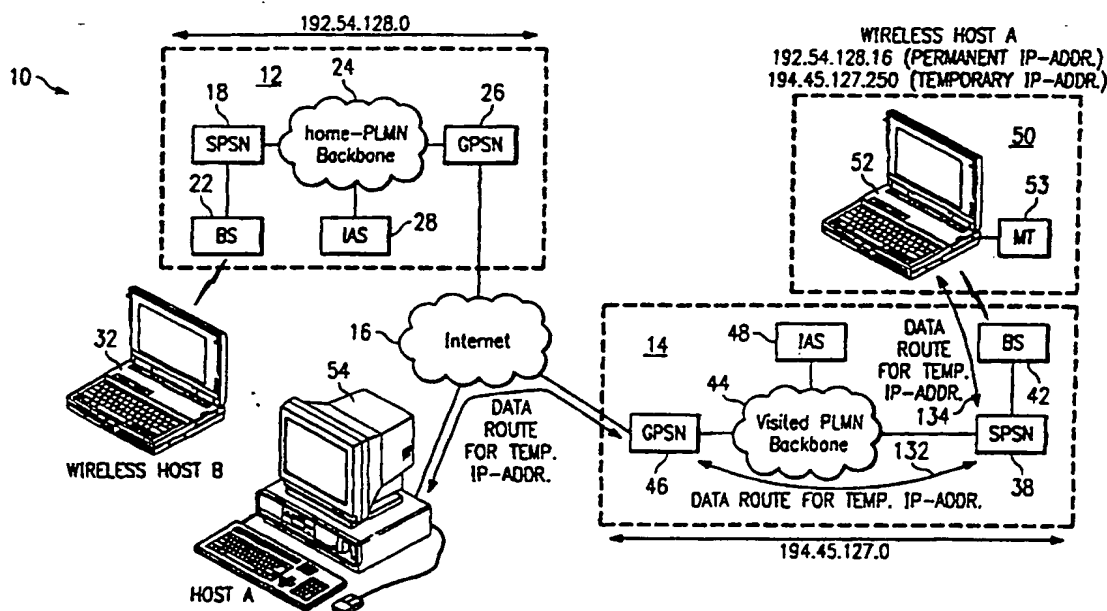 10
192.54.128.0
12
24
18
26
SPSN
home-PLMN
Backbone
GPSN
22
BS
IAS
28
32
WIRELESS HOST B
16
Internet
54
DATA
ROUTE
FOR TEMP.
IP-ADDR.
HOST A
WIRELESS HOST A
192.54.128.16 (PERMANENT IP-ADDR.)
194.45.127.250 (TEMPORARY IP-ADDR.)
50
52
53
MT
14
48
IAS
DATA
ROUTE
FOR TEMP.
IP-ADDR.
134
BS
42
44
Visited PLMN
Backbone
GPSN
46
132
SPSN
38
DATA ROUTE FOR TEMP. IP-ADDR.
194.45.127.0